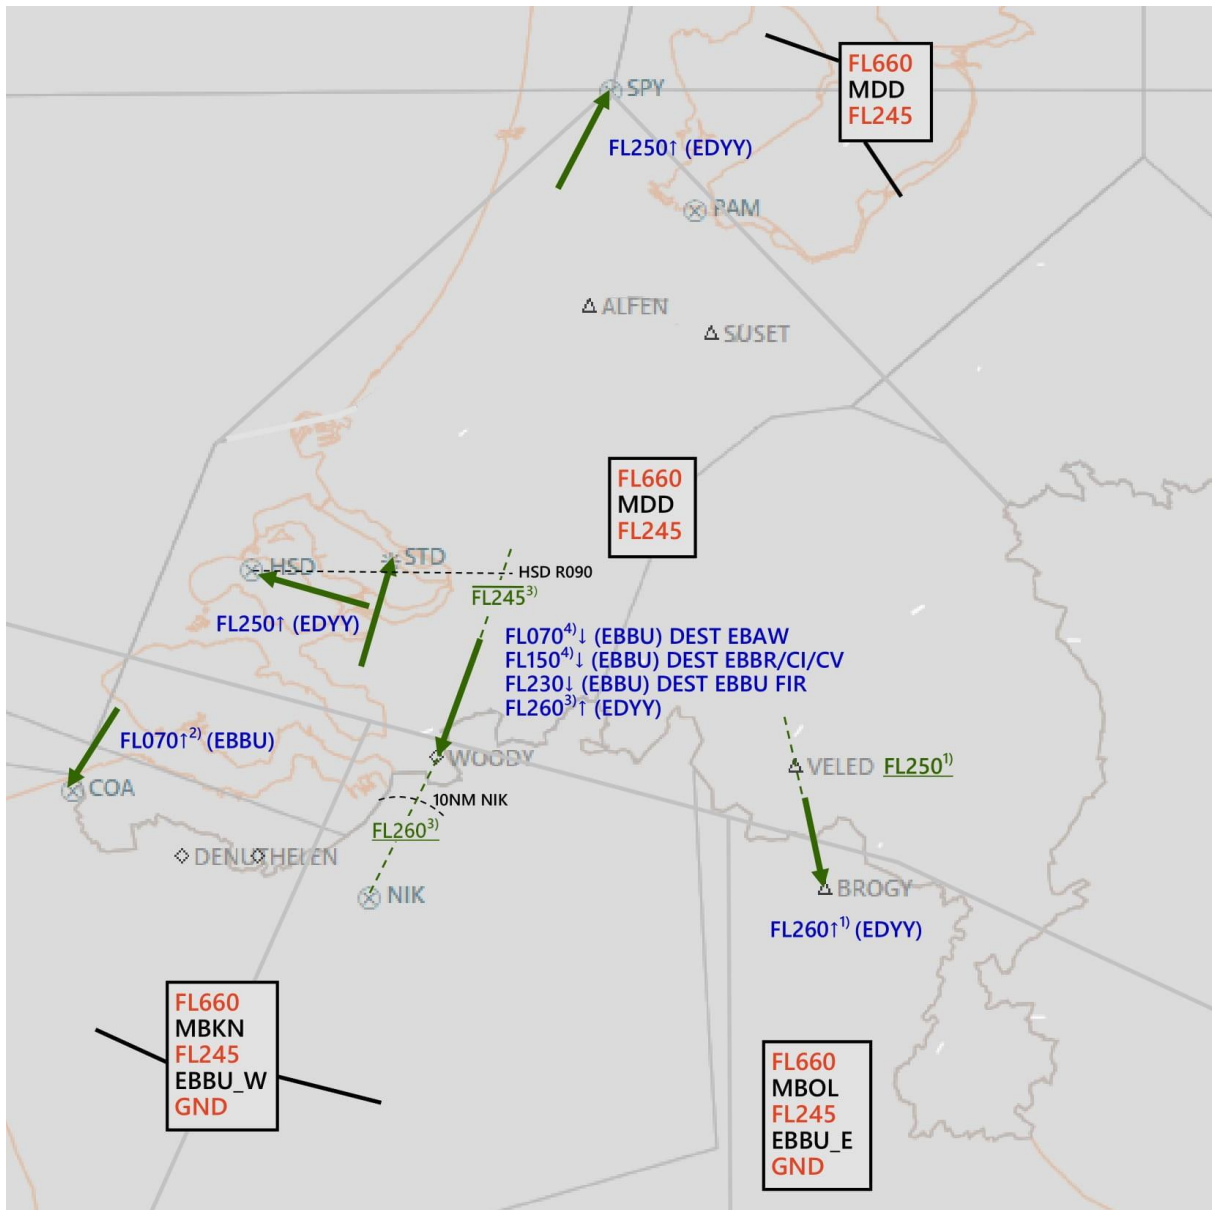 FL660
MDD
FL245
SPY
FL250↑ (EDYY)
PAM
ALFEN
SUSET
FL660
MDD
FL245
HSD
STD
HSD R090
FL245³⁾
FL250↑ (EDYY)
FL070⁴⁾↓ (EBBU) DEST EBAW
FL150⁴⁾↓ (EBBU) DEST EBBR/CI/CV
FL230↓ (EBBU) DEST EBBU FIR
FL260³⁾↑ (EDYY)
FL070↑²⁾ (EBBU)
WOODY
VELED FL250¹⁾
COA
10NM NIK
FL260³⁾
DENUT
HELEN
NIK
BROGY
FL260↑¹⁾ (EDYY)
FL660
MBKN
FL245
EBBU_W
GND
FL660
MBOL
FL245
EBBU_E
GND